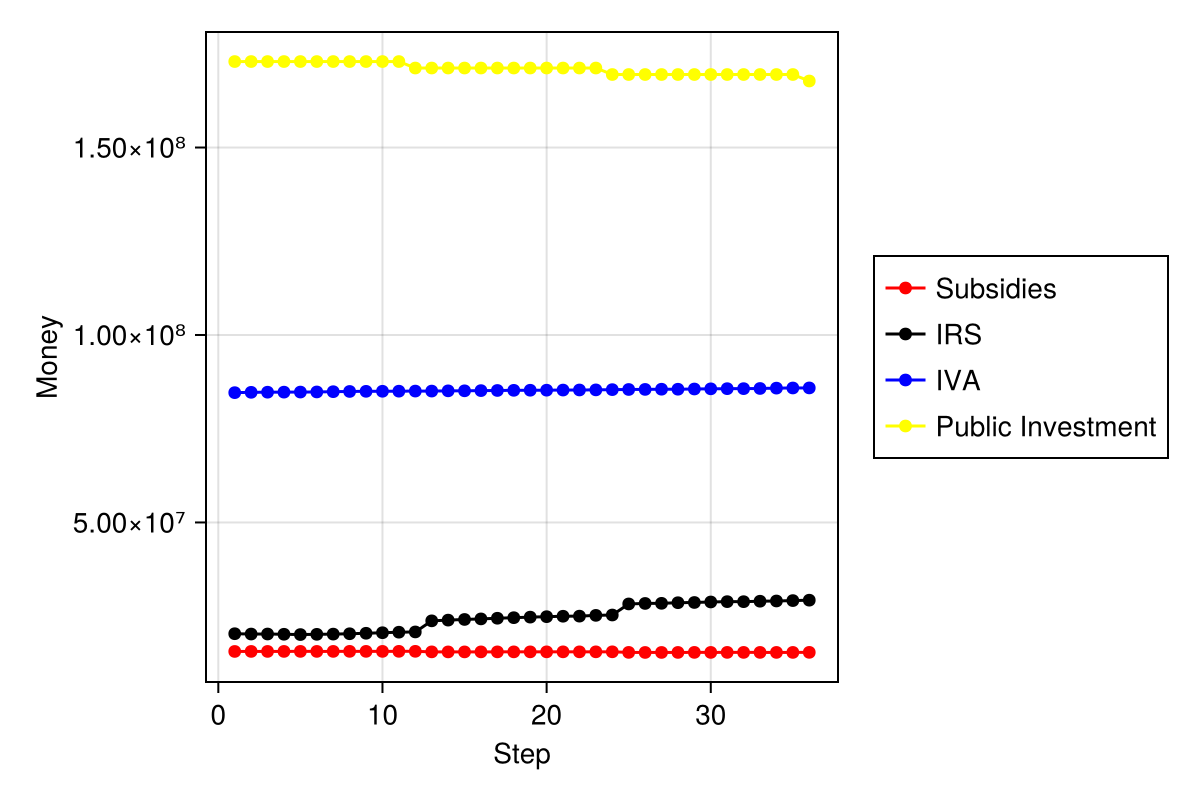 1.50×10⁸
1.00×10⁸
5.00×10⁷
Money
0 10 20 30
Step
Subsidies
IRS
IVA
Public Investment